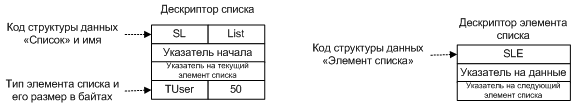 Дескриптор списка
Код структуры данных
«Список» и имя
SL List
Указатель начала
Указатель на текущий
элемент списка
Тип элемента списка и
его размер в байтах
TUser 50
Дескриптор элемента
списка
Код структуры данных
«Элемент списка»
SLE
Указатель на данные
Указатель на следующий
элемент списка